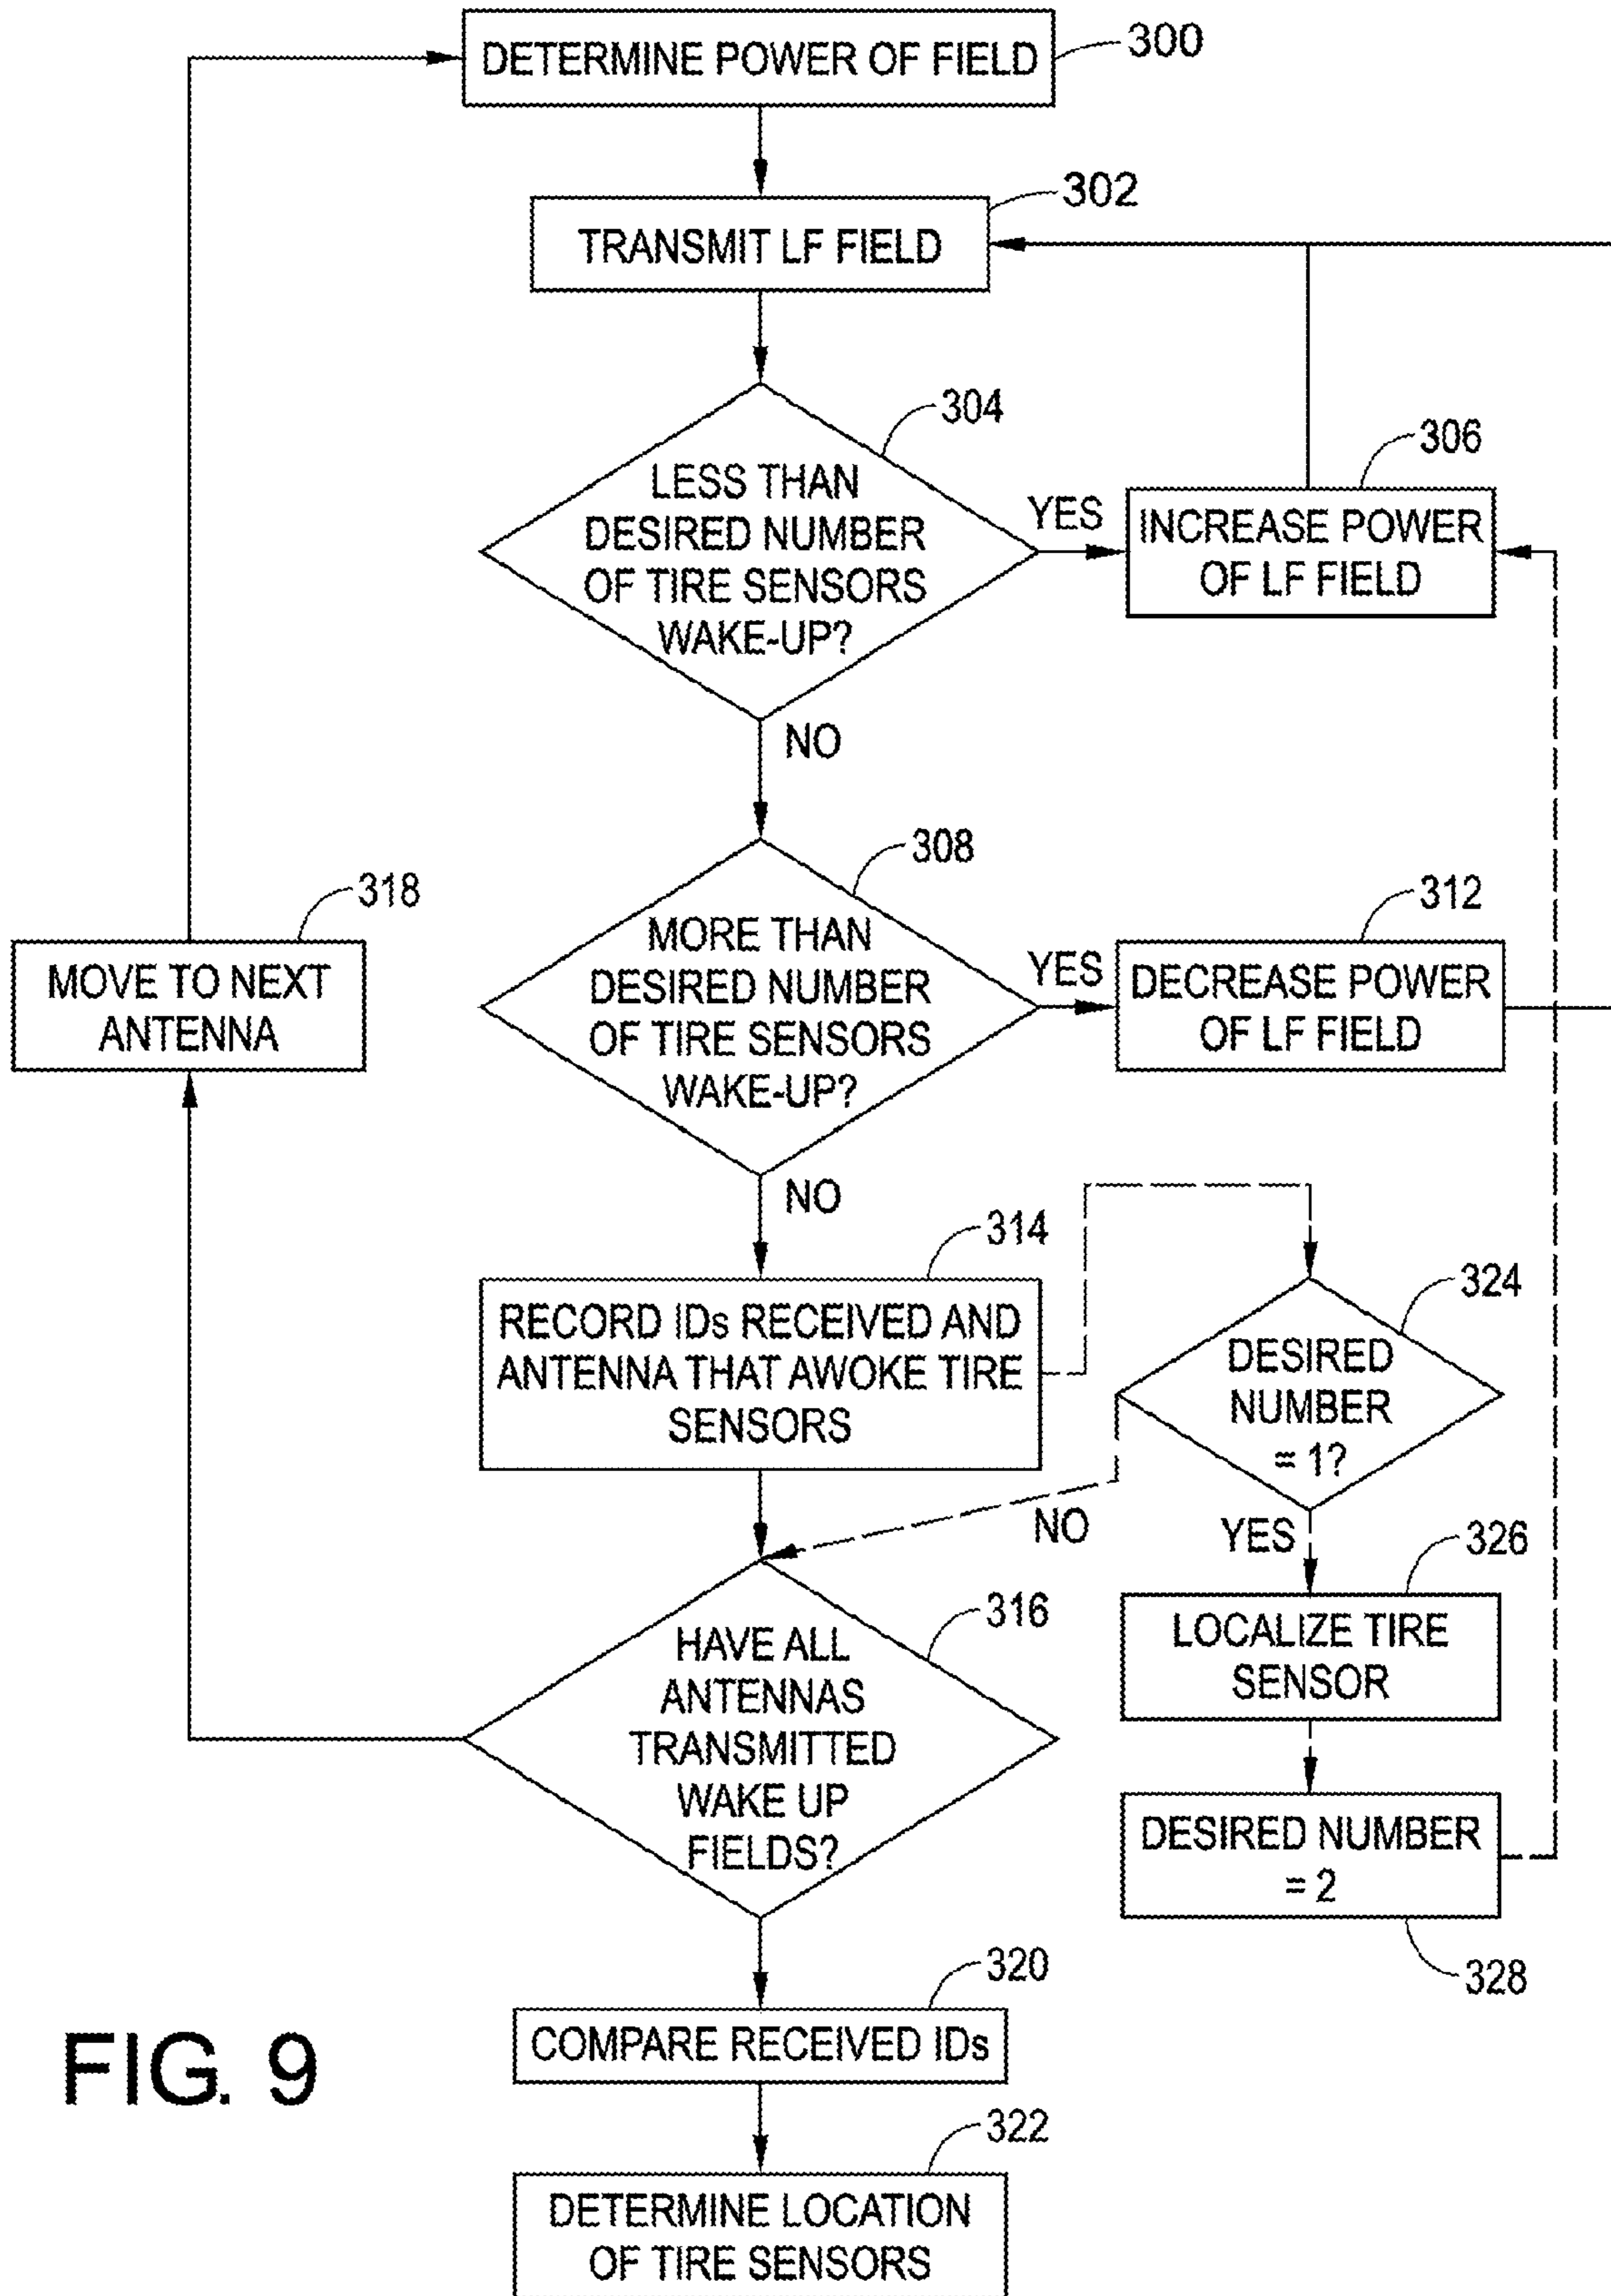 DETERMINE POWER OF FIELD
300
TRANSMIT LF FIELD
302
LESS THAN
DESIRED NUMBER
OF TIRE SENSORS
WAKE-UP?
304
YES
INCREASE POWER
OF LF FIELD
306
NO
MORE THAN
DESIRED NUMBER
OF TIRE SENSORS
WAKE-UP?
308
YES
DECREASE POWER
OF LF FIELD
312
MOVE TO NEXT
ANTENNA
318
NO
RECORD IDs RECEIVED AND
ANTENNA THAT AWOKE TIRE
SENSORS
314
DESIRED
NUMBER
= 1?
324
NO
YES
LOCALIZE TIRE
SENSOR
326
DESIRED NUMBER
= 2
328
HAVE ALL
ANTENNAS
TRANSMITTED
WAKE UP
FIELDS?
316
COMPARE RECEIVED IDs
320
DETERMINE LOCATION
OF TIRE SENSORS
322
FIG. 9